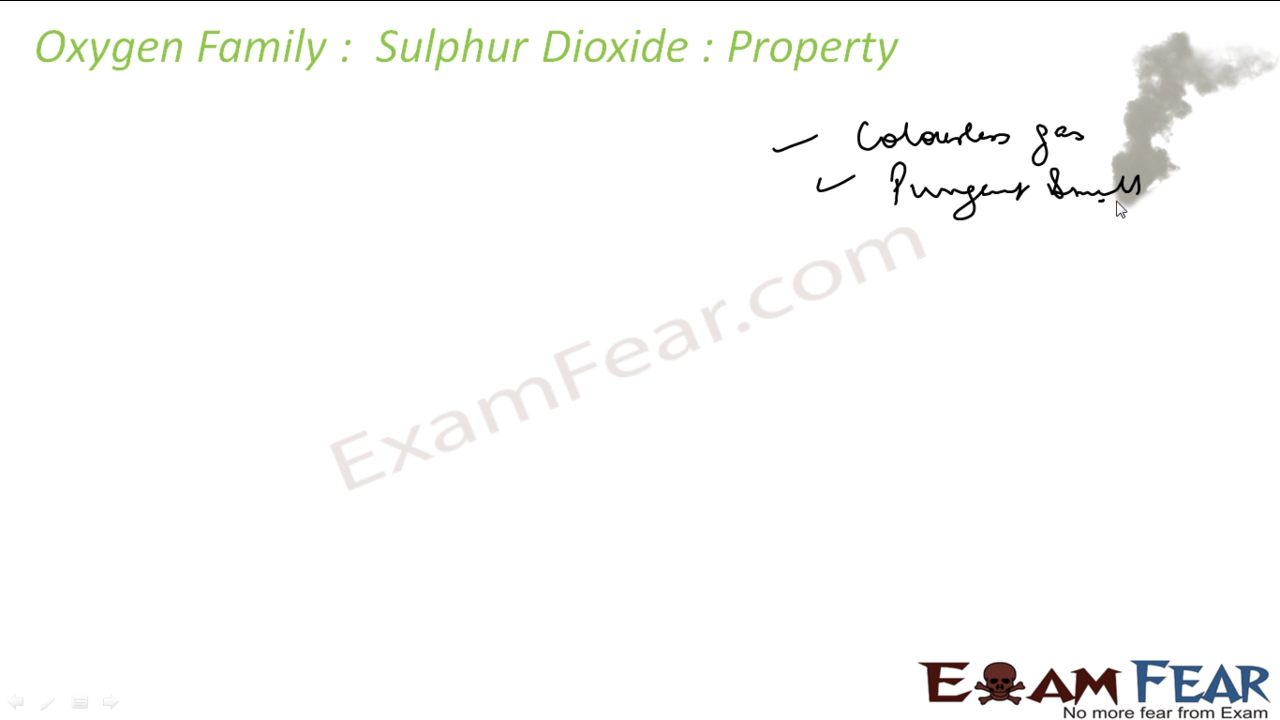 Oxygen Family : Sulphur Dioxide : Property
Colourless gas
Pungent Smell
ExamFear.com
EXAM FEAR
No more fear from Exam